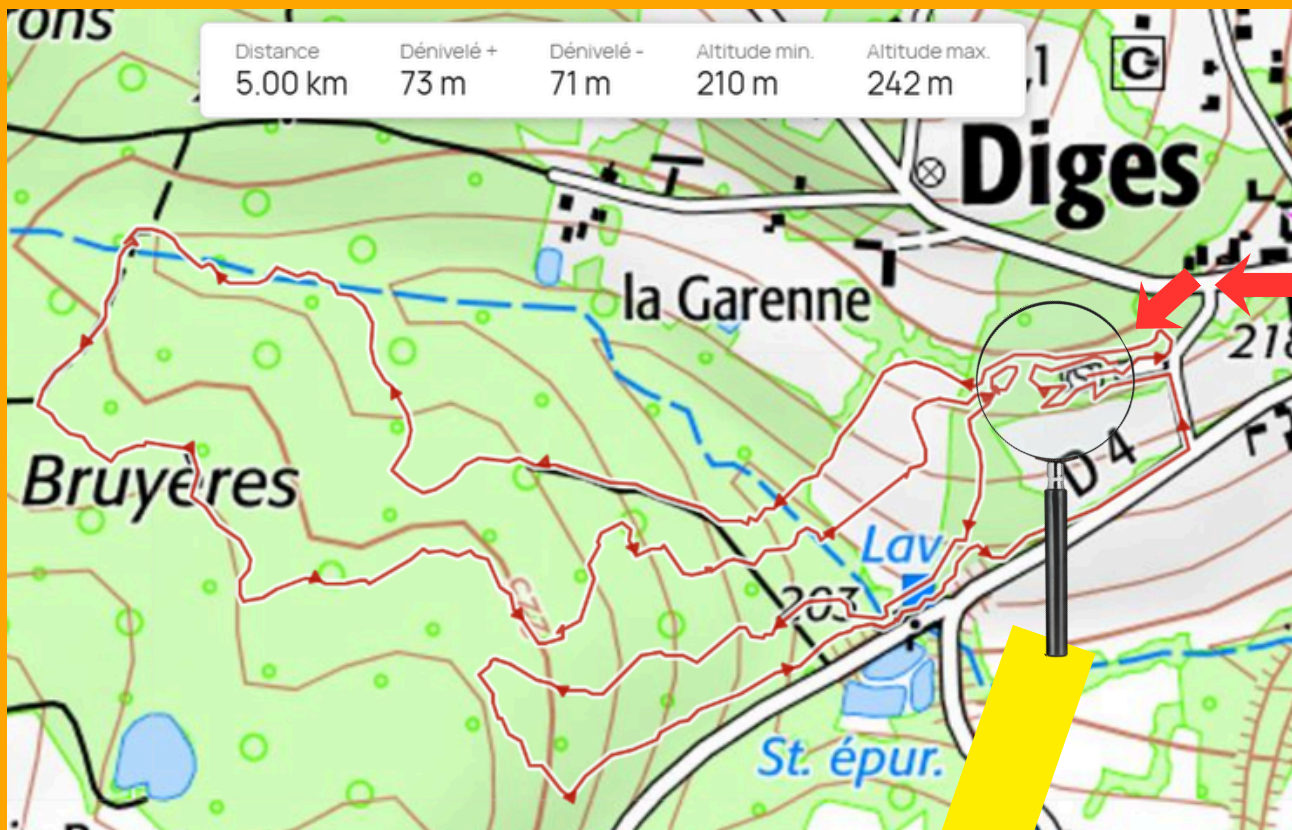 rons
Distance
5.00 km
Dénivelé +
73 m
Dénivelé -
71 m
Altitude min.
210 m
Altitude max.
242 m
G
Diges
la Garenne
218
Bruyères
D 4
Lav
203
St. épur.